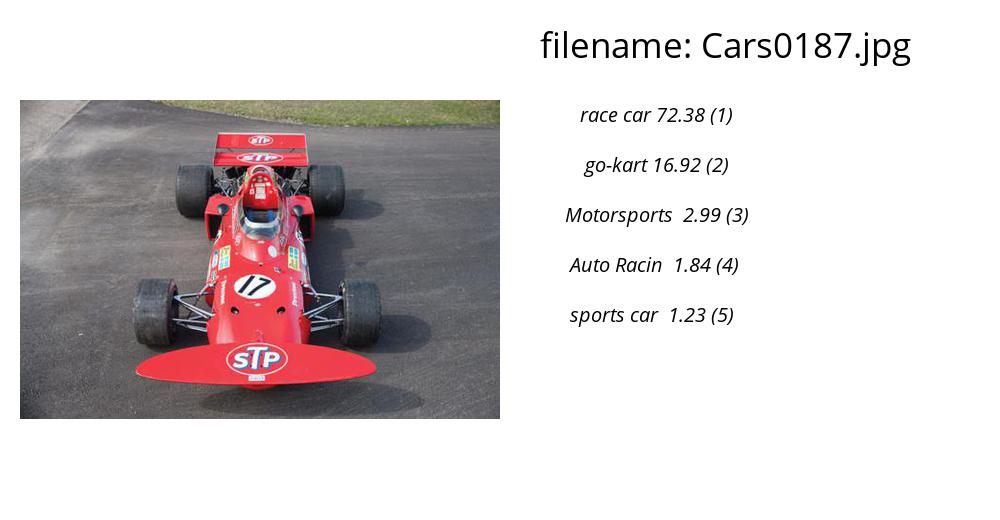 filename: Cars0187.jpg
race car 72.38 (1)
go-kart 16.92 (2)
Motorsports 2.99 (3)
Auto Racin 1.84 (4)
sports car 1.23 (5)
STP
STP
17
STP